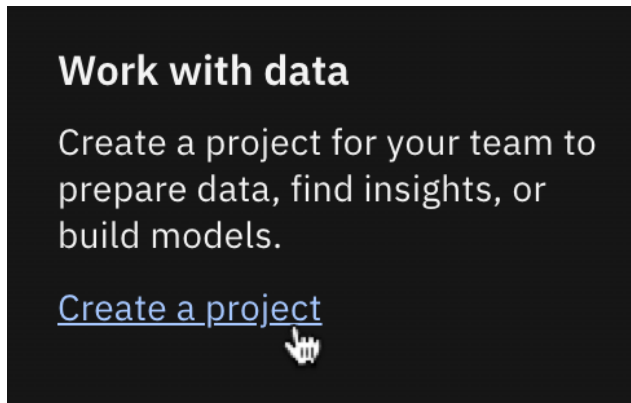 Work with data
Create a project for your team to
prepare data, find insights, or
build models.
Create a project